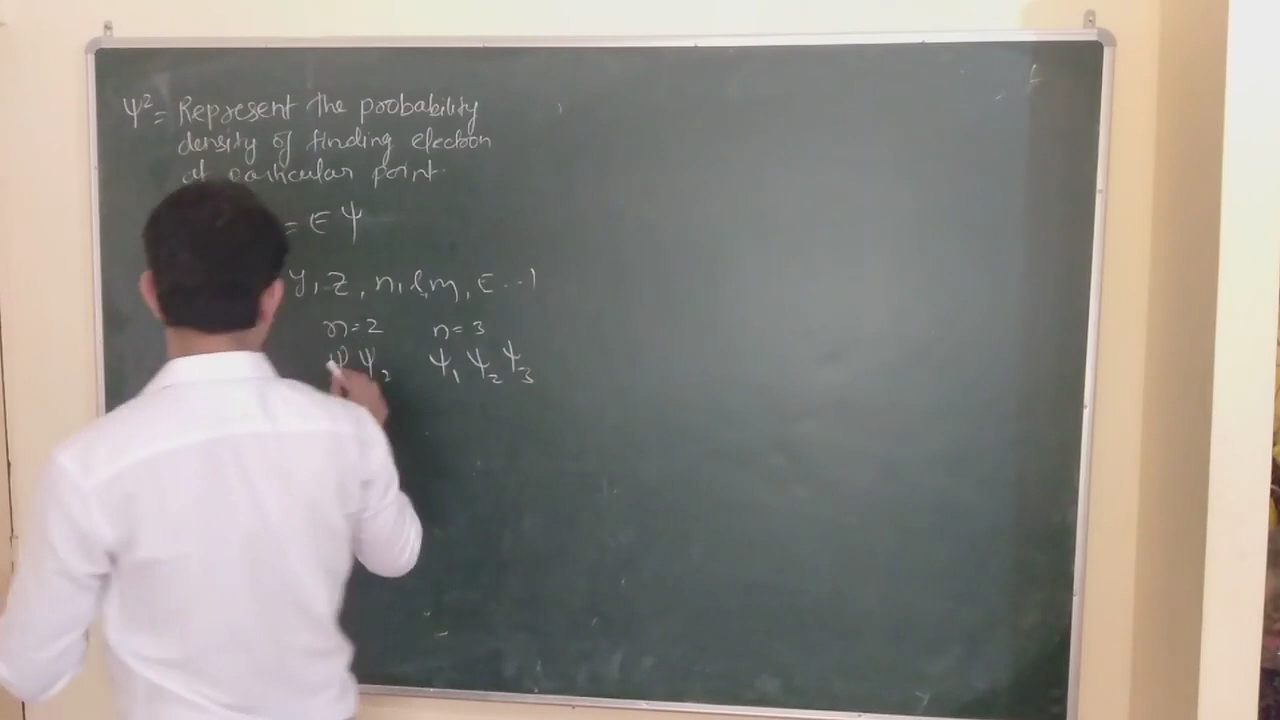 Ψ² = Represent the probability
density of finding electron
at particular point.
= E Ψ
y, z, n, l, m, E ...
n=2 n=3
Ψ Ψ₂ Ψ₁ Ψ₂ Ψ₃